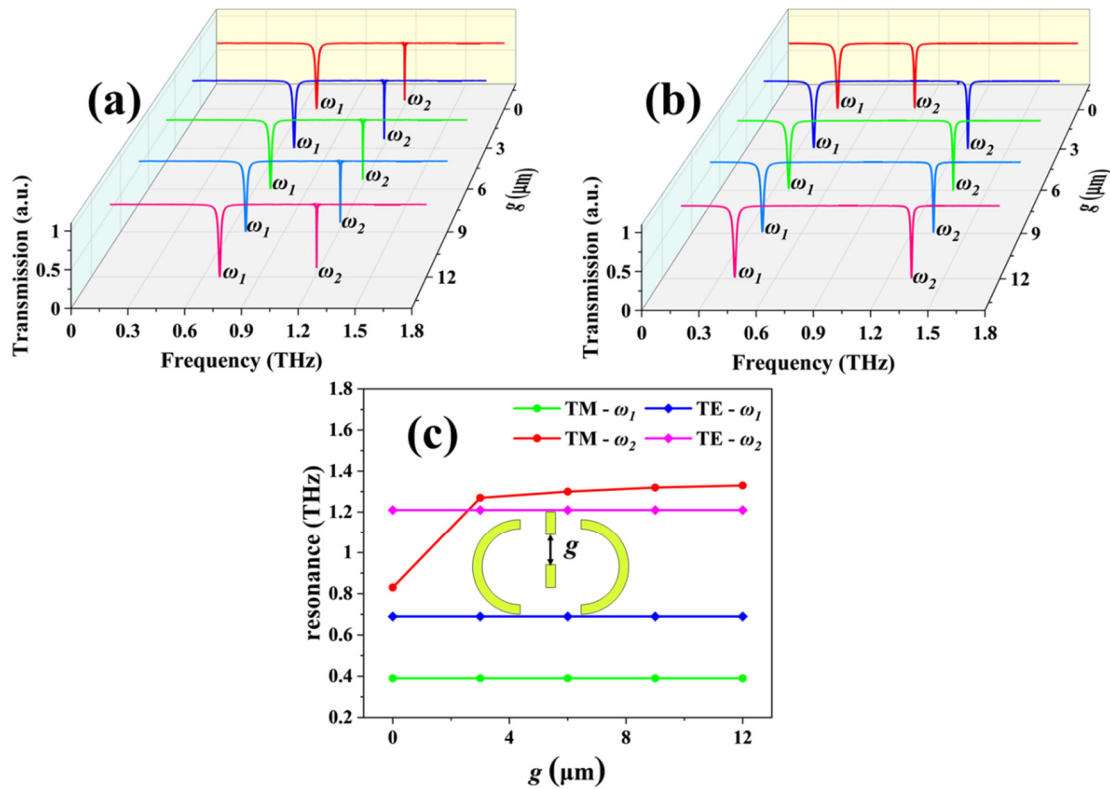 (a)
ω1
ω2
ω1
ω2
ω1
ω2
ω1
ω2
ω1
ω2
0
3
6
9
12
g (μm)
Transmission (a.u.)
1
0.5
0
0 0.3 0.6 0.9 1.2 1.5 1.8
Frequency (THz)
(b)
ω1
ω2
ω1
ω2
ω1
ω2
ω1
ω2
ω1
ω2
0
3
6
9
12
g (μm)
Transmission (a.u.)
1
0.5
0
0 0.3 0.6 0.9 1.2 1.5 1.8
Frequency (THz)
(c)
TM - ω1 TE - ω1
TM - ω2 TE - ω2
g
resonance (THz)
1.8
1.6
1.4
1.2
1
0.8
0.6
0.4
0.2
0 4 8 12
g (μm)